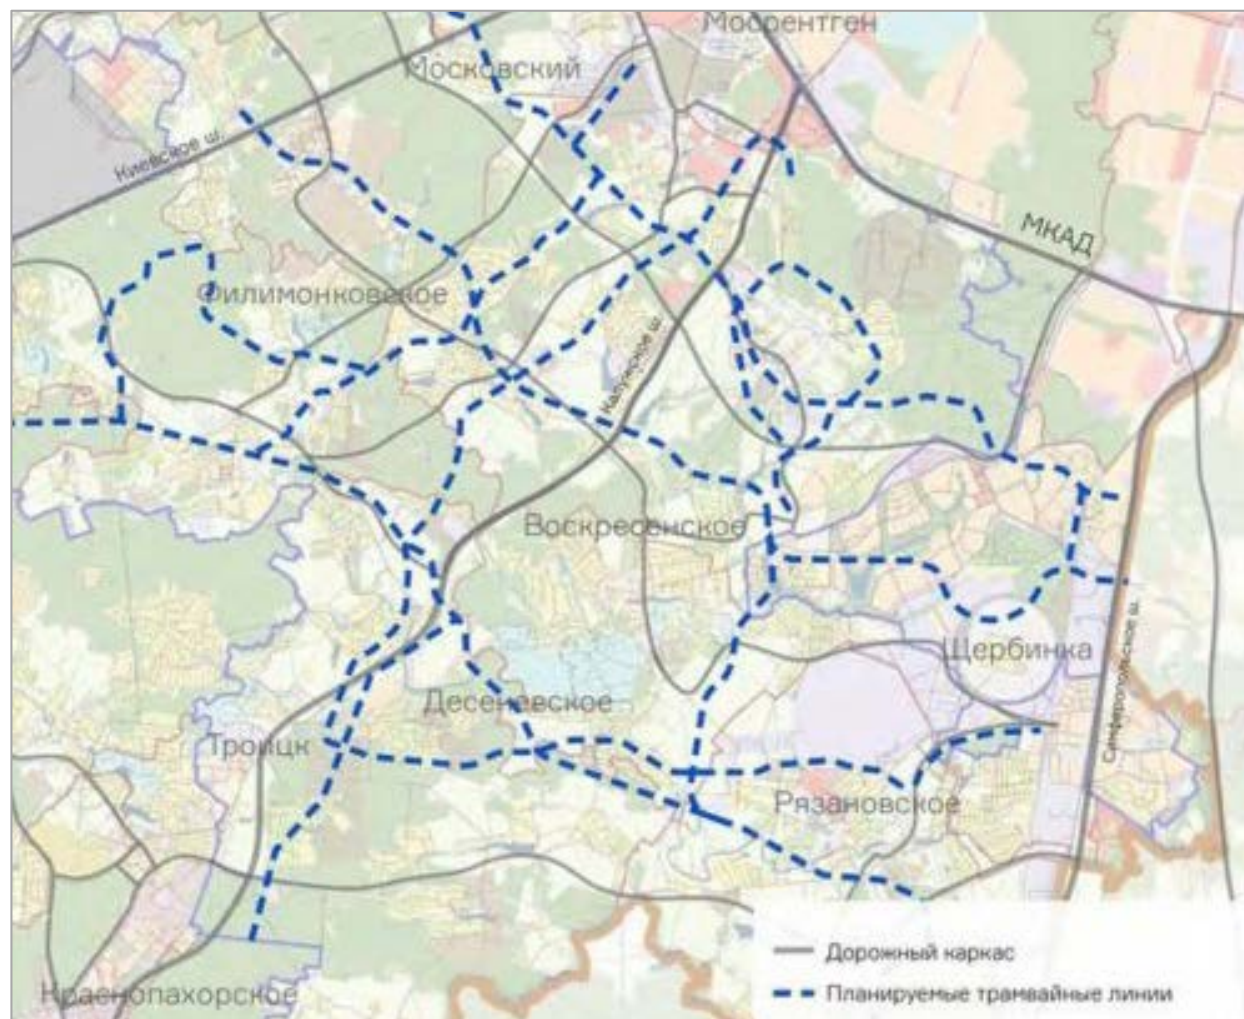 Мосрентген
Московский
Киевское ш.
МКАД
Филимонковское
Калужское ш.
Воскресенское
Щербинка
Десеновское
Симферопольское ш.
Троицк
Рязановское
Дорожный каркас
Краснопахорское
Планируемые трамвайные линии